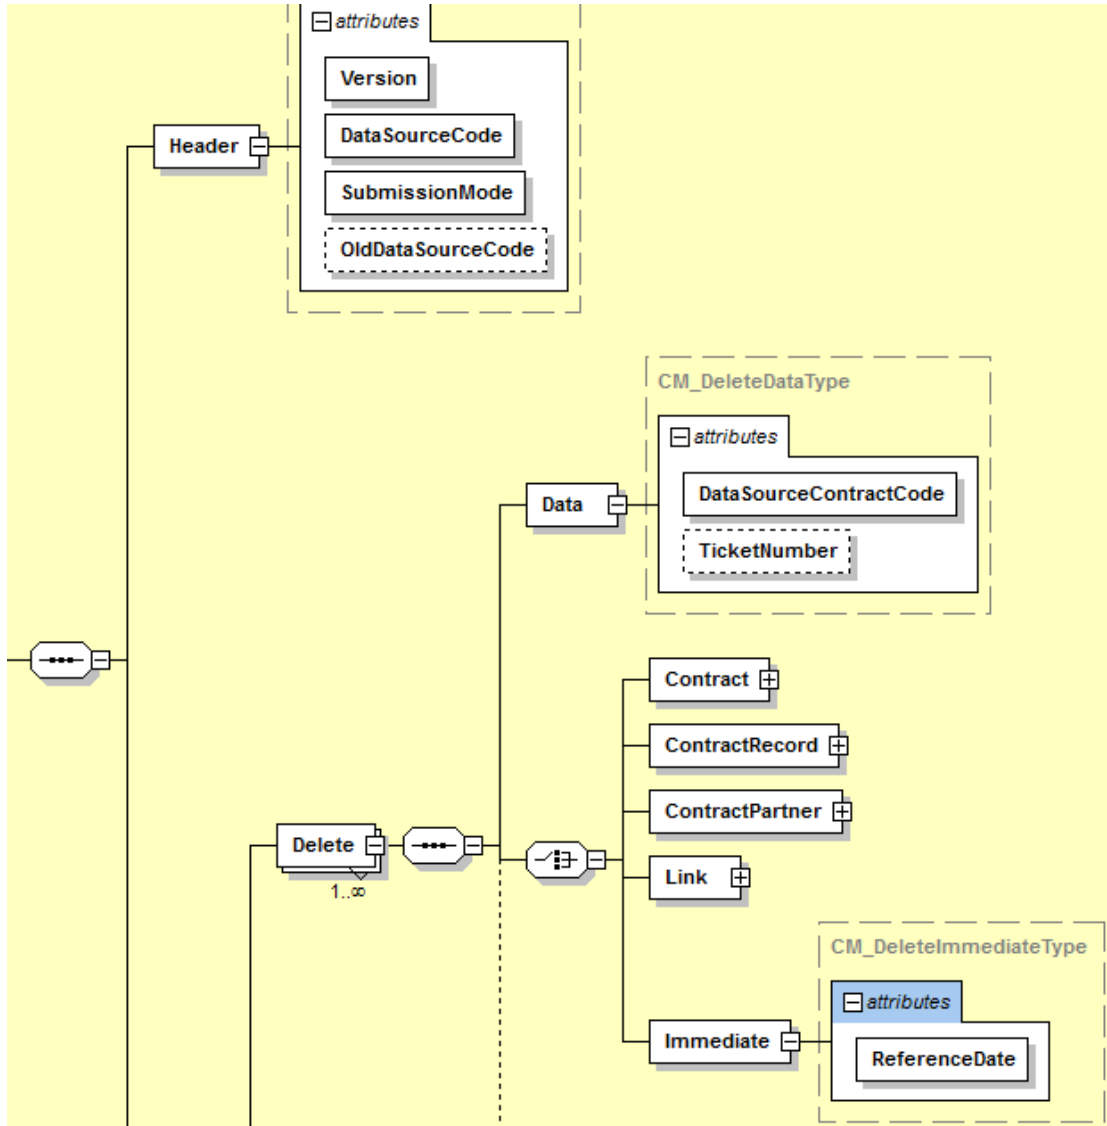 attributes
Version
DataSourceCode
Header
SubmissionMode
OldDataSourceCode
CM_DeleteDataType
attributes
DataSourceContractCode
Data
TicketNumber
Contract
ContractRecord
ContractPartner
Delete
1..∞
Link
CM_DeleteImmediateType
attributes
Immediate
ReferenceDate